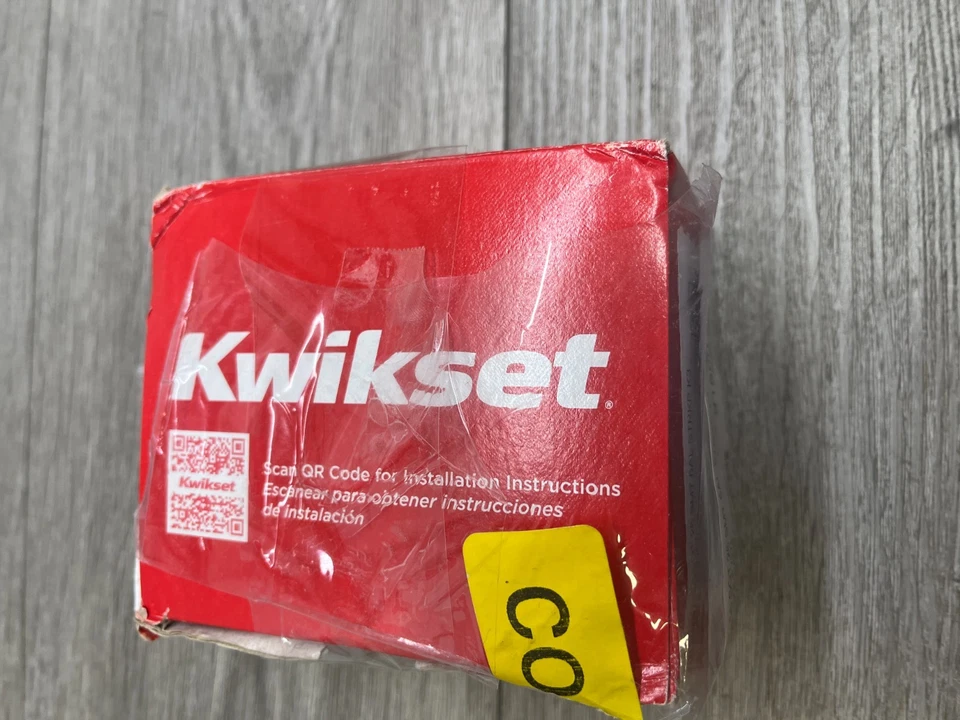 Kwikset®
Kwikset
Scan QR Code for Installation Instructions
Escanear para obtener instrucciones
de instalación
CO